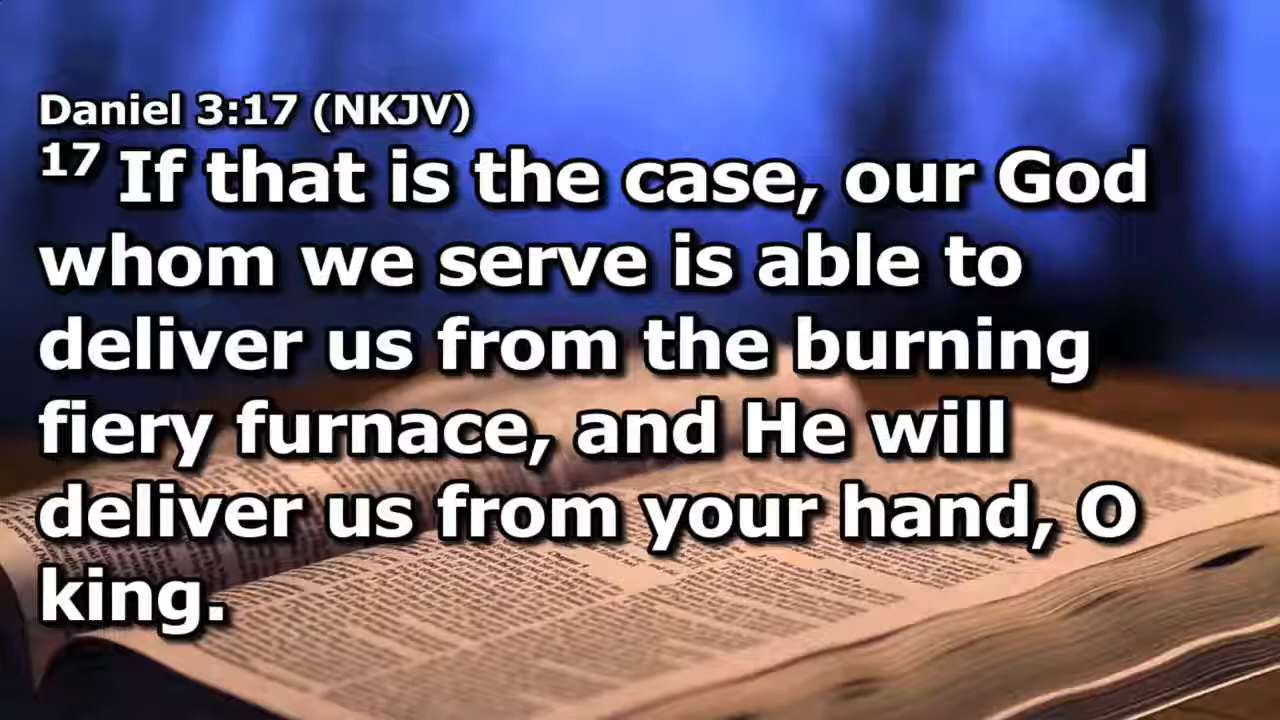 Daniel 3:17 (NKJV)
17 If that is the case, our God
whom we serve is able to
deliver us from the burning
fiery furnace, and He will
deliver us from your hand, O
king.